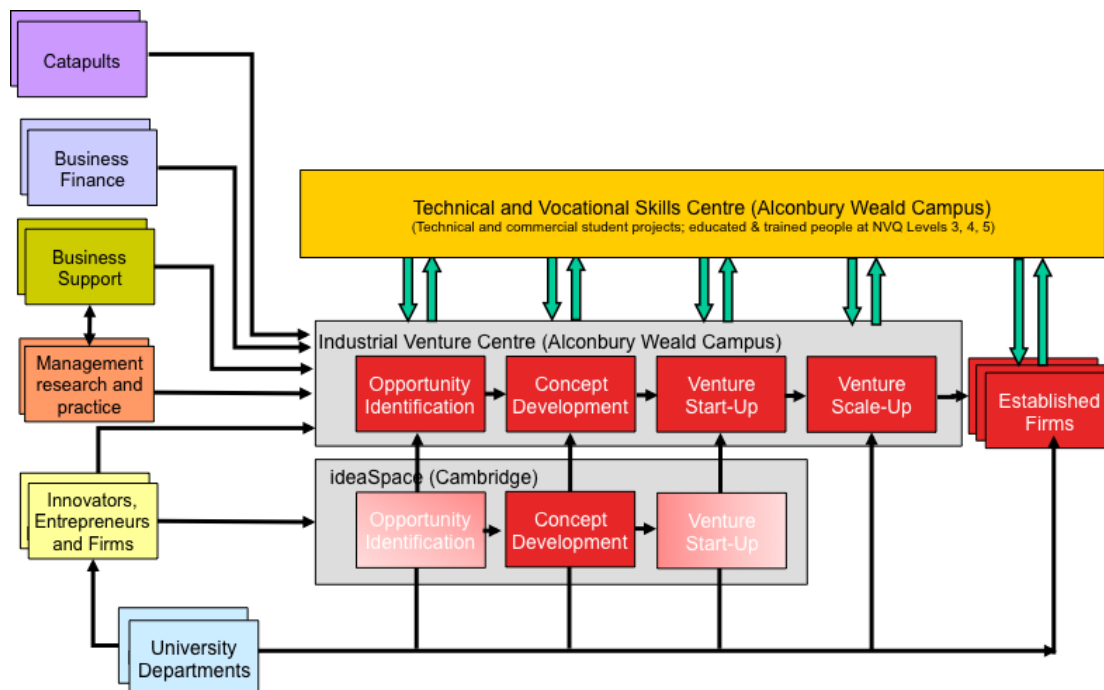 Catapults
Business
Finance
Technical and Vocational Skills Centre (Alconbury Weald Campus)
(Technical and commercial student projects; educated & trained people at NVQ Levels 3, 4, 5)
Business
Support
Management
research and
practice
Industrial Venture Centre (Alconbury Weald Campus)
Opportunity
Identification
Concept
Development
Venture
Start-Up
Venture
Scale-Up
Established
Firms
Innovators,
Entrepreneurs
and Firms
ideaSpace (Cambridge)
Opportunity
Identification
Concept
Development
Venture
Start-Up
University
Departments